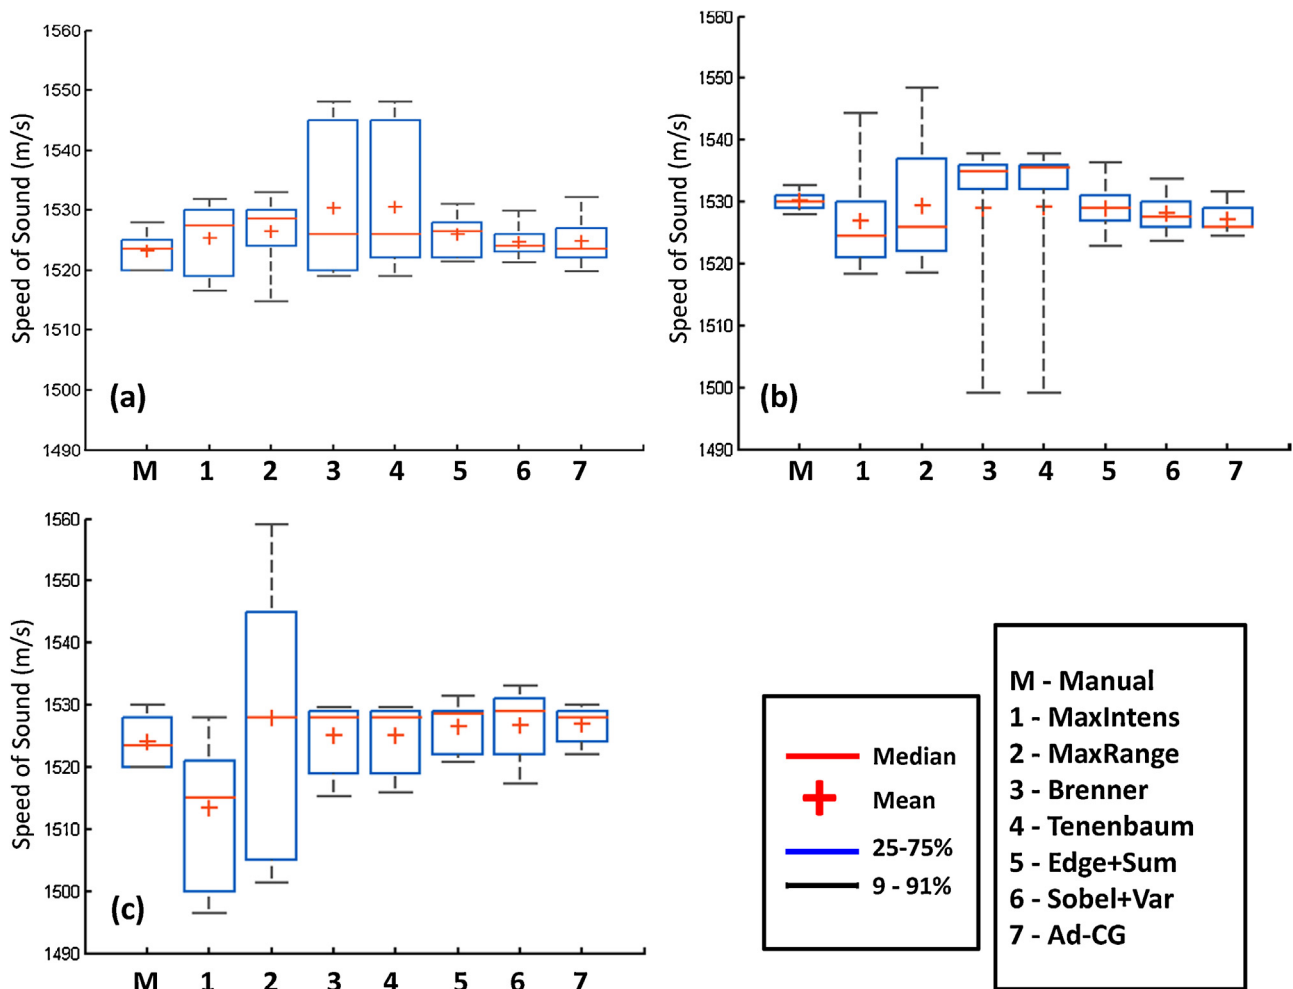 1560
1550
1540
1530
1520
1510
1500
1490
Speed of Sound (m/s)
(a)
M 1 2 3 4 5 6 7
1560
1550
1540
1530
1520
1510
1500
1490
Speed of Sound (m/s)
(b)
M 1 2 3 4 5 6 7
1560
1550
1540
1530
1520
1510
1500
1490
Speed of Sound (m/s)
(c)
M 1 2 3 4 5 6 7
Median
Mean
25-75%
9 - 91%
M - Manual
1 - MaxIntens
2 - MaxRange
3 - Brenner
4 - Tenenbaum
5 - Edge+Sum
6 - Sobel+Var
7 - Ad-CG